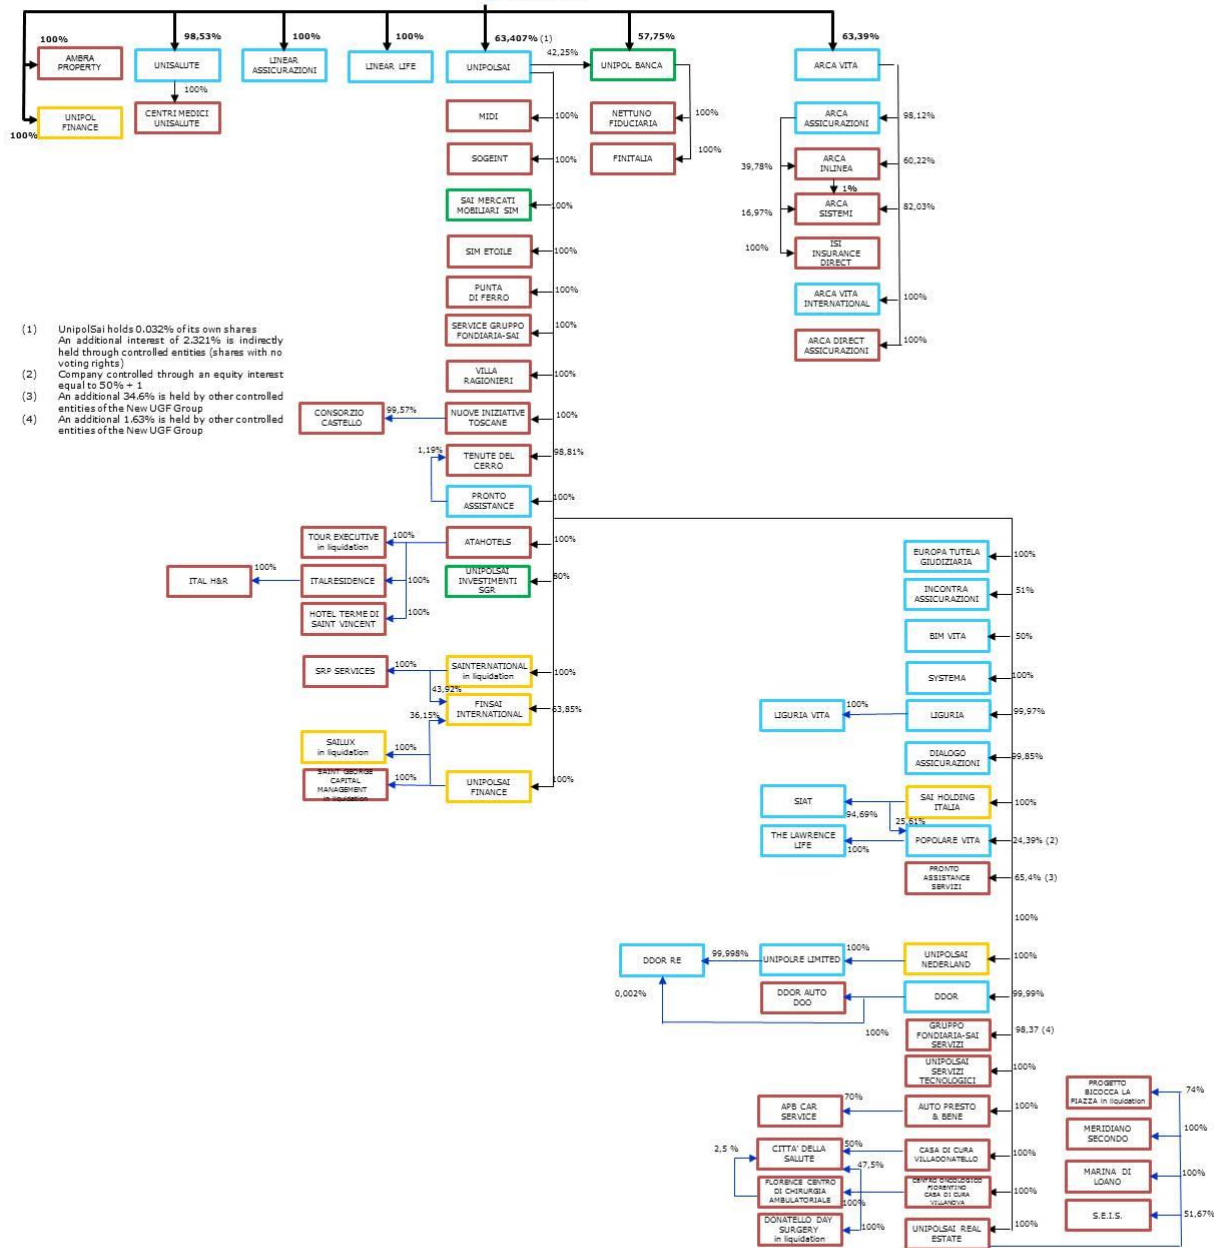 100%
98,53%
100%
100%
63,407% (1)
42,25%
57,75%
63,39%
AMBRA
PROPERTY
UNISALUTE
LINEAR
ASSICURAZIONI
LINEAR LIFE
UNIPOLSAI
UNIPOL BANCA
ARCA VITA
100%
UNIPOL
FINANCE
100%
CENTRI MEDICI
UNISALUTE
MIDI
100%
NETTUNO
FIDUCIARIA
100%
ARCA
ASSICURAZIONI
98,12%
SOGEINT
100%
FINITALIA
100%
39,78%
ARCA
INLINEA
60,22%
1%
SAI MERCATI
MOBILIARI SIM
100%
16,97%
ARCA
SISTEMI
82,03%
SIM ETOILE
100%
100%
ISI
INSURANCE
DIRECT
PUNTA
DI FERRO
100%
ARCA VITA
INTERNATIONAL
100%
SERVICE GRUPPO
FONDIARIA-SAI
100%
ARCA DIRECT
ASSICURAZIONI
100%
(1) UnipolSai holds 0.032% of its own shares
An additional interest of 2.321% is indirectly
held through controlled entities (shares with no
voting rights)
(2) Company controlled through an equity interest
equal to 50% + 1
(3) An additional 34.6% is held by other controlled
entities of the New UGF Group
(4) An additional 1.63% is held by other controlled
entities of the New UGF Group
VILLA
RAGIONIERI
100%
CONSORZIO
CASTELLO
99,57%
NUOVE INIZIATIVE
TOSCANE
100%
1,19%
TENUTE DEL
CERRO
98,81%
PRONTO
ASSISTANCE
100%
TOUR EXECUTIVE
in liquidation
100%
ATAHOTELS
100%
ITAL H&R
100%
ITALRESIDENCE
100%
UNIPOLSAI
INVESTIMENTI
SGR
80%
HOTEL TERME DI
SAINT VINCENT
100%
SRP SERVICES
100%
SAINTERNATIONAL
in liquidation
100%
43,92%
36,15%
FINSAI
INTERNATIONAL
63,85%
SAILUX
in liquidation
100%
SAINT GEORGE
CAPITAL
MANAGEMENT
in liquidation
100%
UNIPOLSAI
FINANCE
100%
EUROPA TUTELA
GIUDIZIARIA
100%
INCONTRA
ASSICURAZIONI
51%
BIM VITA
50%
SYSTEMA
100%
LIGURIA VITA
100%
LIGURIA
99,97%
DIALOGO
ASSICURAZIONI
99,85%
SIAT
94,69%
SAI HOLDING
ITALIA
100%
25,61%
THE LAWRENCE
LIFE
100%
POPOLARE VITA
24,39% (2)
PRONTO
ASSISTANCE
SERVIZI
65,4% (3)
100%
DDOR RE
99,998%
UNIPOLRE LIMITED
100%
UNIPOLSAI
NEDERLAND
100%
0,002%
DDOR AUTO
DOO
100%
DDOR
99,99%
GRUPPO
FONDIARIA-SAI
SERVIZI
98,37 (4)
UNIPOLSAI
SERVIZI
TECNOLOGICI
100%
APB CAR
SERVICE
70%
AUTO PRESTO
& BENE
100%
PROGETTO
BICOCCA LA
PIAZZA in liquidation
74%
2,5 %
CITTA' DELLA
SALUTE
50%
47,5%
CASA DI CURA
VILLADONATELLO
100%
MERIDIANO
SECONDO
100%
FLORENCE CENTRO
DI CHIRURGIA
AMBULATORIALE
100%
CENTRO ONCOLOGICO
FIORENTINO
CASA DI CURA
VILLANOVA
100%
MARINA DI
LOANO
100%
DONATELLO DAY
SURGERY
in liquidation
100%
UNIPOLSAI REAL
ESTATE
100%
S.E.I.S.
51,67%